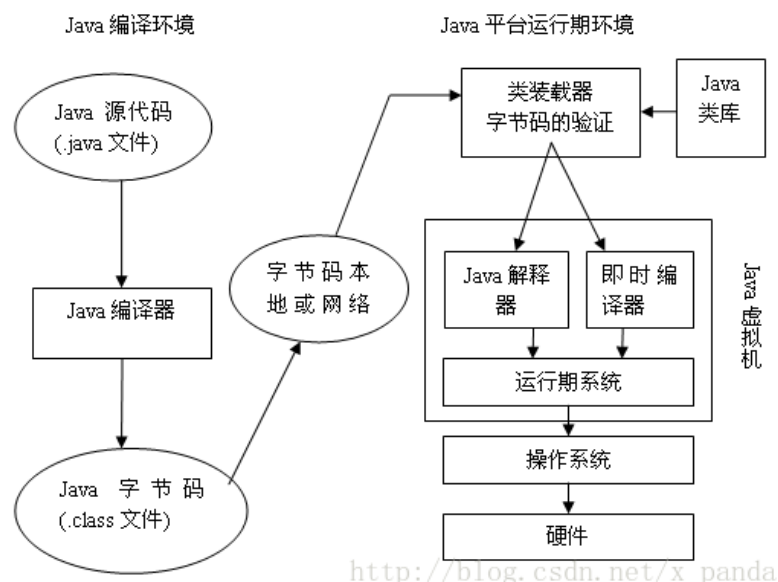 Java 编译环境
Java 平台运行期环境
Java 源代码
(.java 文件)
Java 编译器
Java 字节码
(.class 文件)
字节码本
地或网络
类装载器
字节码的验证
Java
类库
Java 解释
器
即时编
译器
运行期系统
Java 虚拟机
操作系统
硬件
http://blog.csdn.net/x_panda